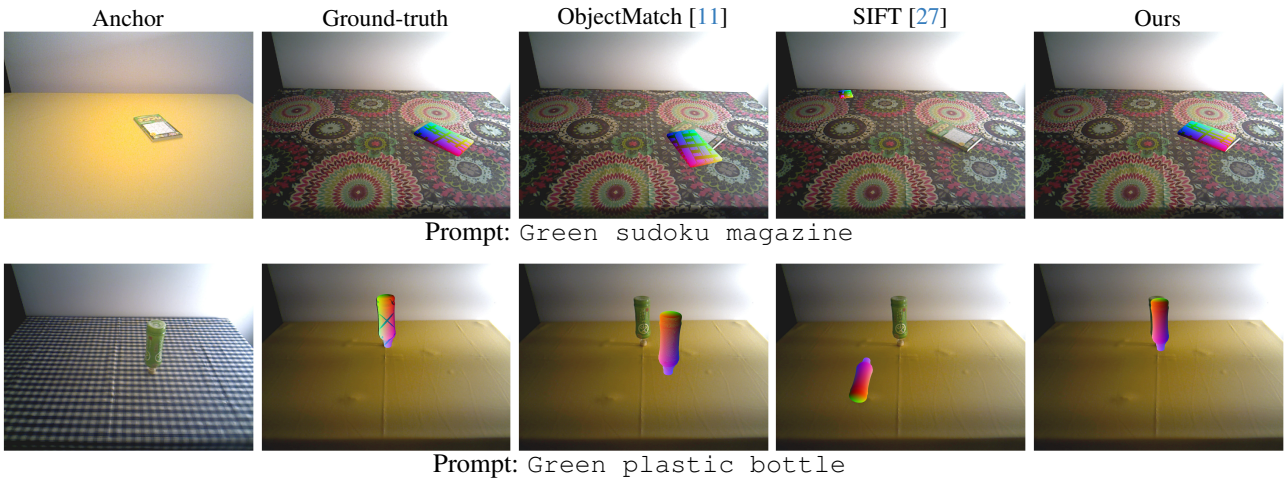 Anchor Ground-truth ObjectMatch [11] SIFT [27] Ours
Prompt: Green sudoku magazine
Prompt: Green plastic bottle